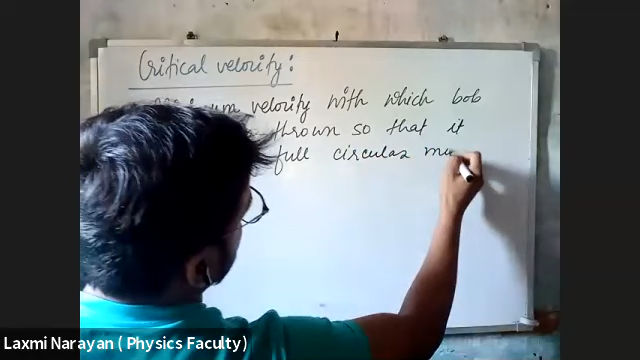 Critical velocity :
velocity with which bob
thrown so that it
full circular
Laxmi Narayan ( Physics Faculty)